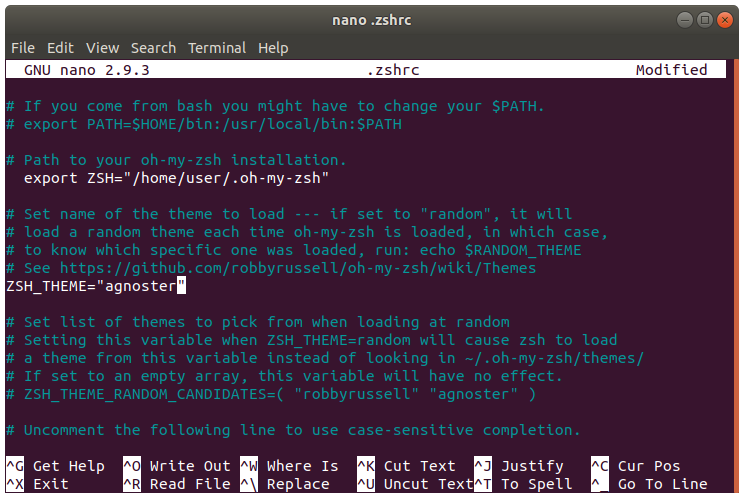 nano .zshrc
File Edit View Search Terminal Help
GNU nano 2.9.3 .zshrc Modified
# If you come from bash you might have to change your $PATH.
# export PATH=$HOME/bin:/usr/local/bin:$PATH
# Path to your oh-my-zsh installation.
export ZSH="/home/user/.oh-my-zsh"
# Set name of the theme to load --- if set to "random", it will
# load a random theme each time oh-my-zsh is loaded, in which case,
# to know which specific one was loaded, run: echo $RANDOM_THEME
# See https://github.com/robbyrussell/oh-my-zsh/wiki/Themes
ZSH_THEME="agnoster"
# Set list of themes to pick from when loading at random
# Setting this variable when ZSH_THEME=random will cause zsh to load
# a theme from this variable instead of looking in ~/.oh-my-zsh/themes/
# If set to an empty array, this variable will have no effect.
# ZSH_THEME_RANDOM_CANDIDATES=( "robbyrussell" "agnoster" )
# Uncomment the following line to use case-sensitive completion.
^G Get Help ^O Write Out ^W Where Is ^K Cut Text ^J Justify ^C Cur Pos
^X Exit ^R Read File ^\ Replace ^U Uncut Text ^T To Spell ^_ Go To Line